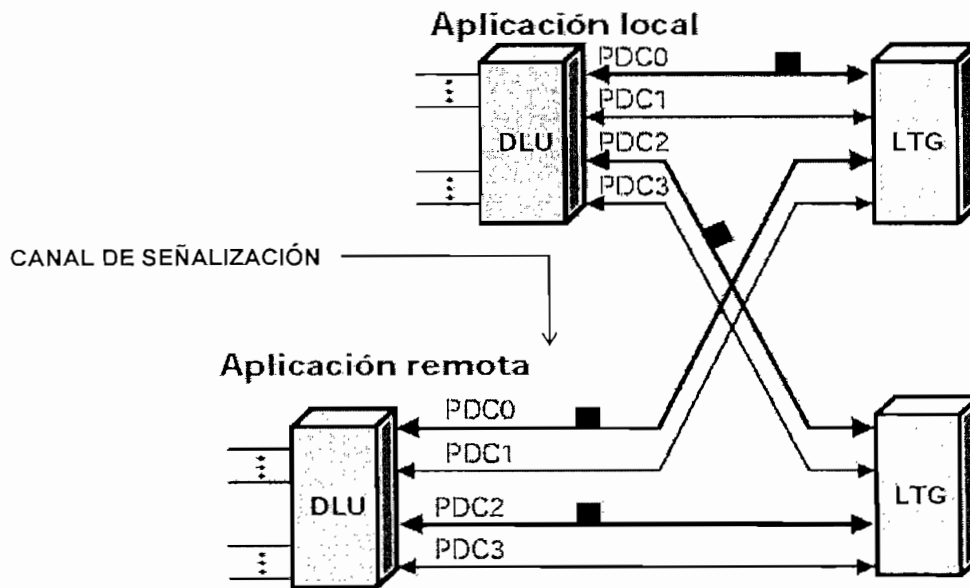 Aplicación local
PDC0
PDC1
DLU
PDC2
LTG
PDC3
CANAL DE SEÑALIZACIÓN
Aplicación remota
PDC0
PDC1
DLU
PDC2
LTG
PDC3